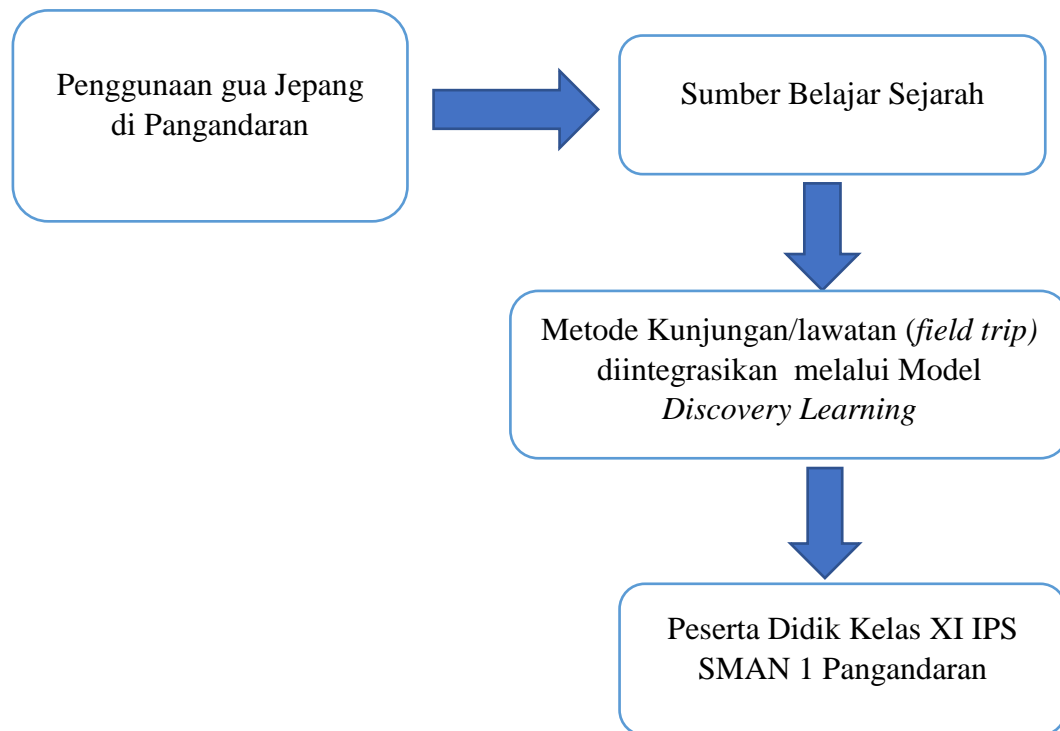 Penggunaan gua Jepang
di Pangandaran
Sumber Belajar Sejarah
Metode Kunjungan/lawatan (field trip)
diintegrasikan  melalui Model
Discovery Learning
Peserta Didik Kelas XI IPS
SMAN 1 Pangandaran